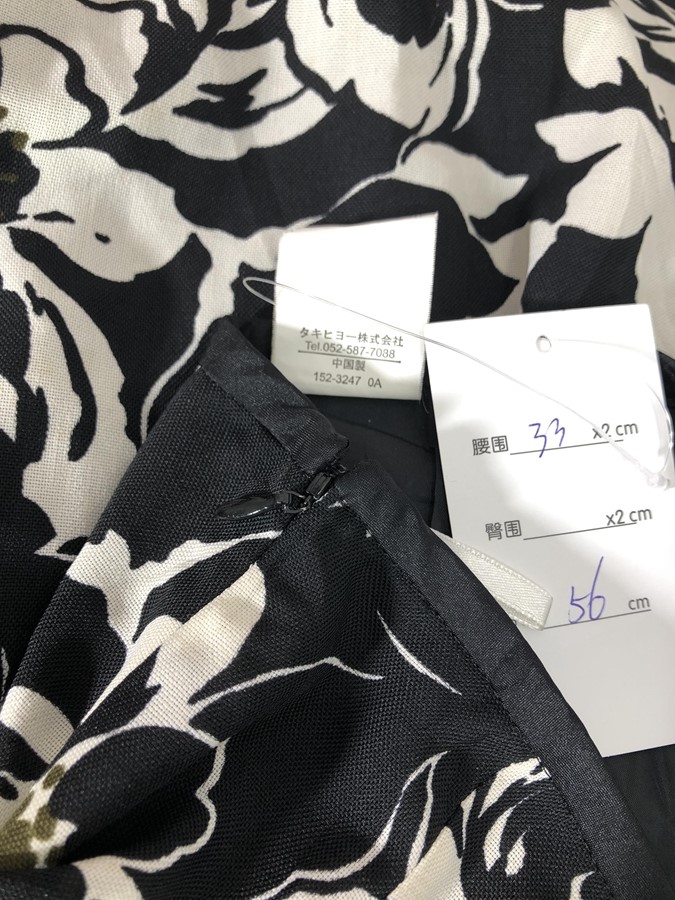 タキヒヨー株式会社
Tel.052-587-7088
中国製
152-3247 0A
腰围 33 x2 cm
臀围 x2 cm
56 cm